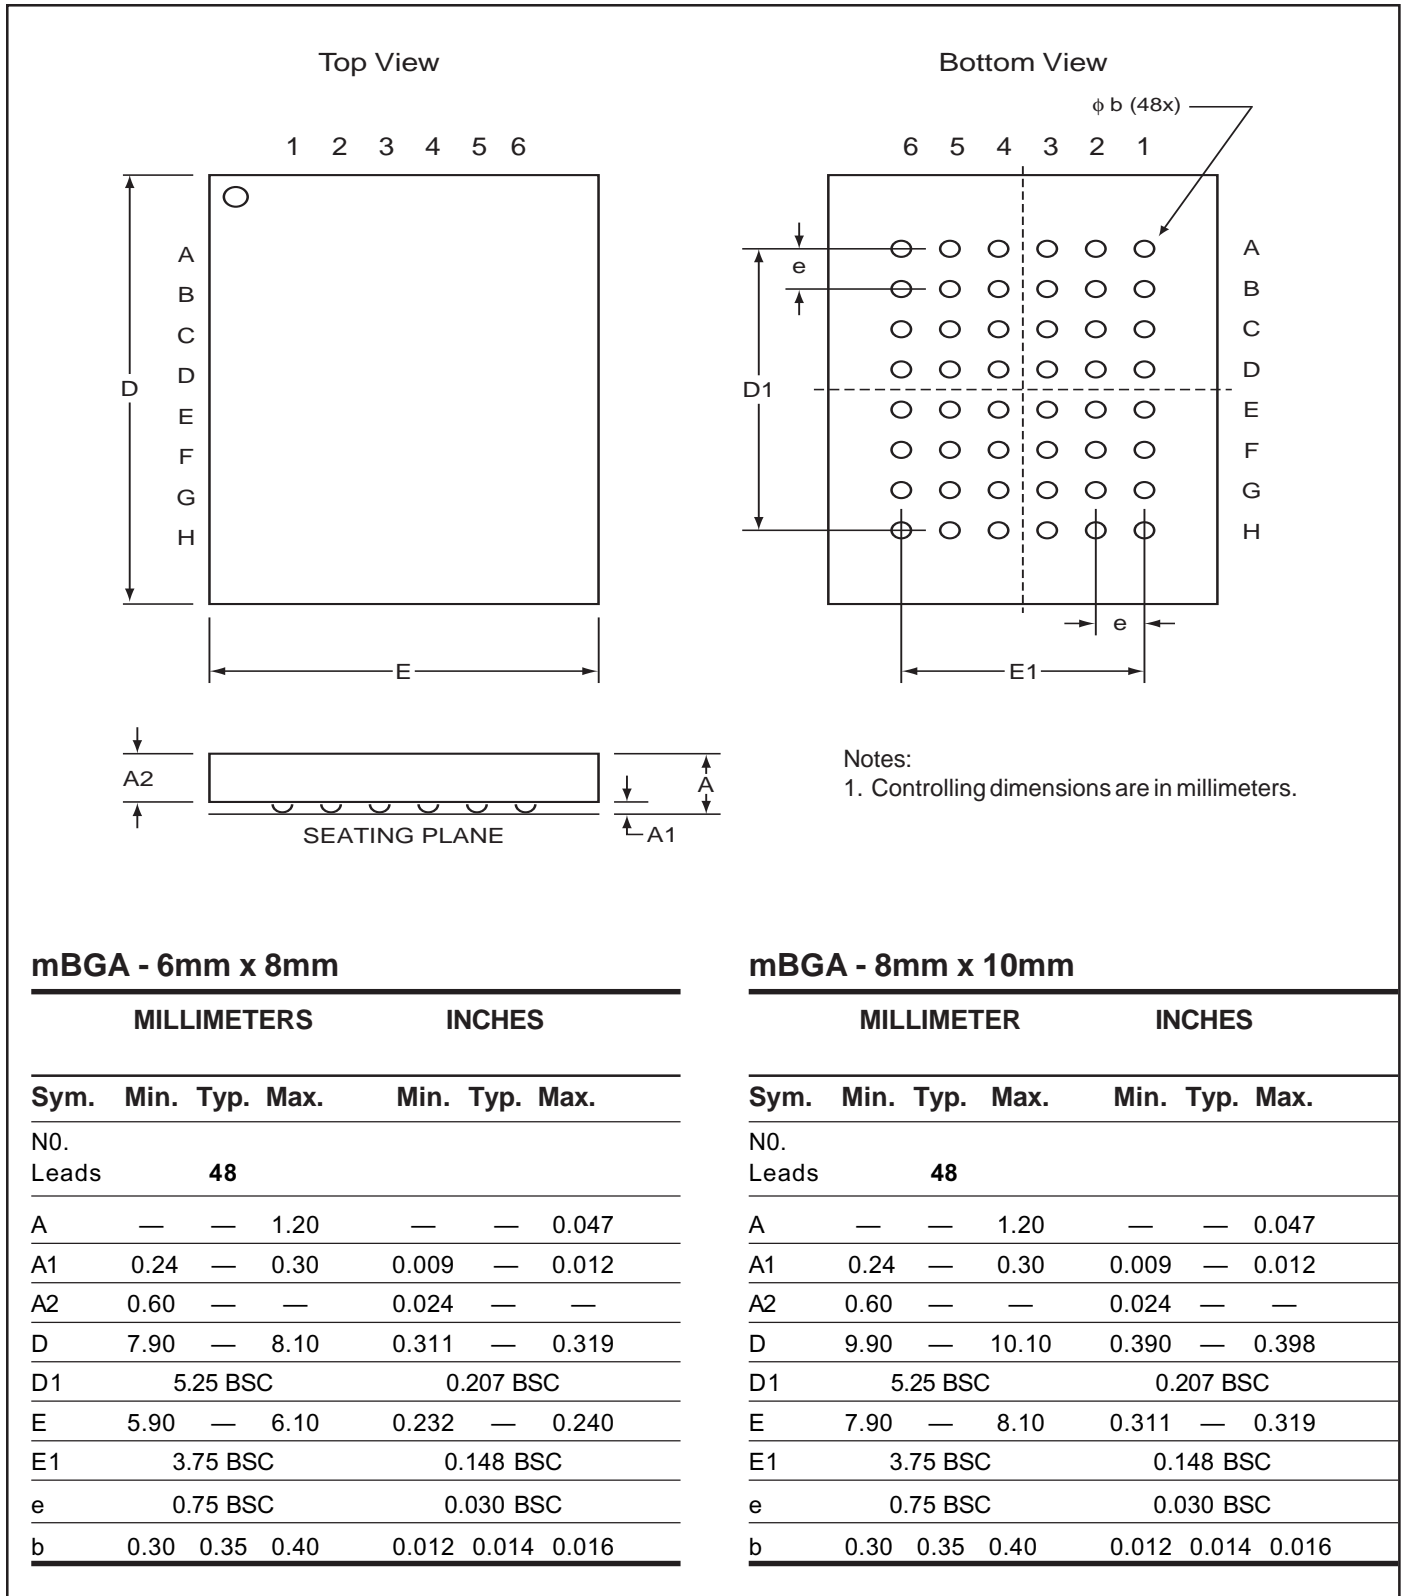 Top View
Bottom View
ϕ b (48x)
1 2 3 4 5 6
6 5 4 3 2 1
A
B
C
D
E
F
G
H
D
E
e
D1
A
B
C
D
E
F
G
H
e
E1
A2
A
A1
SEATING PLANE
Notes:
1. Controlling dimensions are in millimeters.
mBGA - 6mm x 8mm
MILLIMETERS INCHES
Sym. Min. Typ. Max. Min. Typ. Max.
N0.
Leads 48
A — — 1.20 — — 0.047
A1 0.24 — 0.30 0.009 — 0.012
A2 0.60 — — 0.024 — —
D 7.90 — 8.10 0.311 — 0.319
D1 5.25 BSC 0.207 BSC
E 5.90 — 6.10 0.232 — 0.240
E1 3.75 BSC 0.148 BSC
e 0.75 BSC 0.030 BSC
b 0.30 0.35 0.40 0.012 0.014 0.016
mBGA - 8mm x 10mm
MILLIMETER INCHES
Sym. Min. Typ. Max. Min. Typ. Max.
N0.
Leads 48
A — — 1.20 — — 0.047
A1 0.24 — 0.30 0.009 — 0.012
A2 0.60 — — 0.024 — —
D 9.90 — 10.10 0.390 — 0.398
D1 5.25 BSC 0.207 BSC
E 7.90 — 8.10 0.311 — 0.319
E1 3.75 BSC 0.148 BSC
e 0.75 BSC 0.030 BSC
b 0.30 0.35 0.40 0.012 0.014 0.016